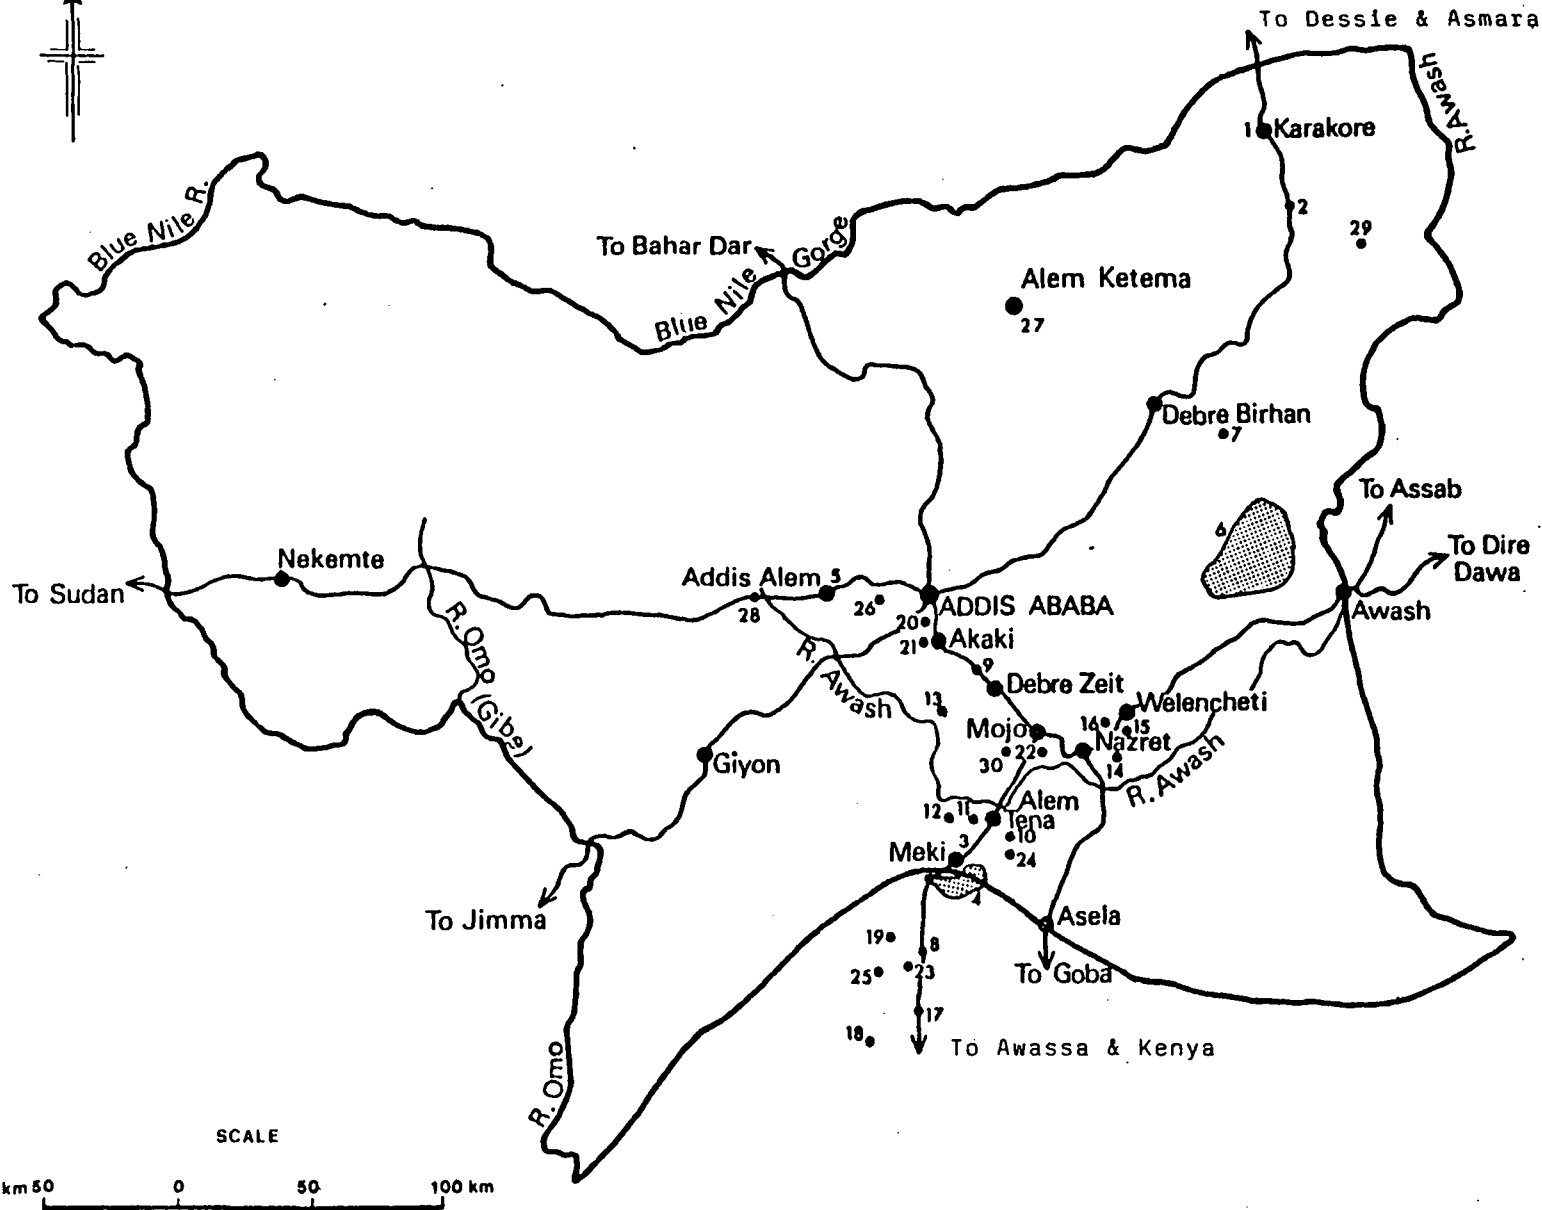 To Dessie & Asmara
R. Awash
1 Karakore
2
29
Blue Nile R.
To Bahar Dar
Blue Nile Gorge
Alem Ketema
27
Debre Birhan
7
To Assab
6
To Dire
Dawa
Nekemte
To Sudan
Addis Alem 5
28
26
ADDIS ABABA
Awash
20
21 Akaki
R. Omo (Gibe)
R. Awash
9
Debre Zeit
13
Welencheti
16
15
Mojo
Nazret
14
30
22
Giyon
R. Awash
12
11
Alem
Tena
10
24
Meki 3
4
To Jimma
Asela
19
8
23
25
To Goba
17
18
To Awassa & Kenya
R. Omo
SCALE
km 50 0 50 100 km